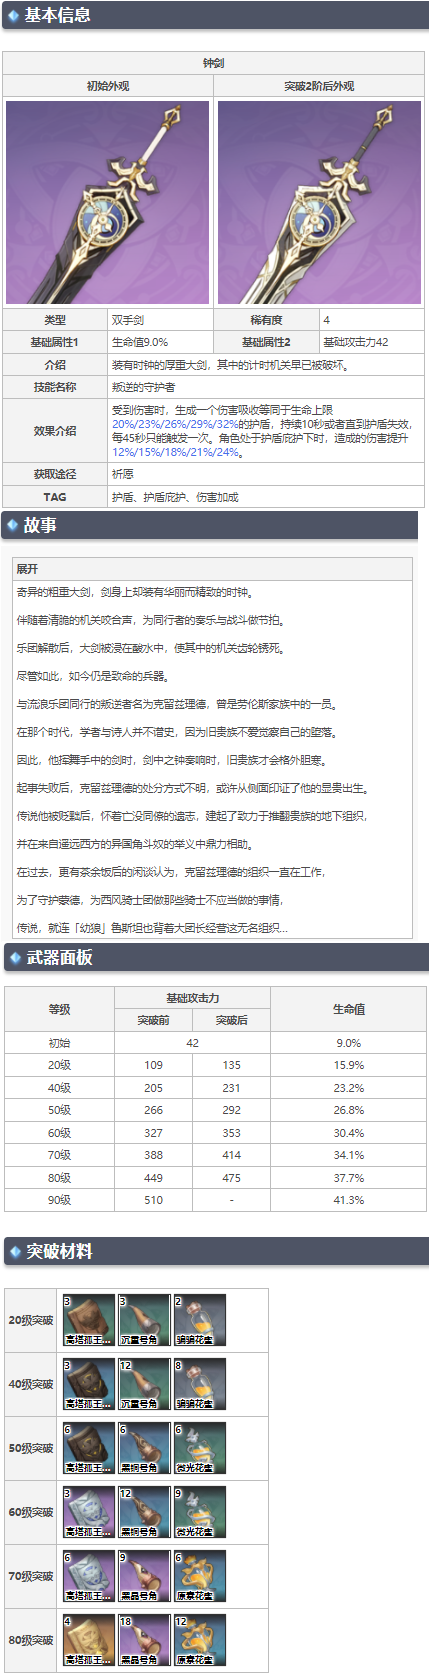 基本信息
钟剑
初始外观 突破2阶后外观
类型 双手剑 稀有度 4
基础属性1 生命值9.0% 基础属性2 基础攻击力42
介绍 装有时钟的厚重大剑，其中的计时机关早已被破坏。
技能名称 叛逆的守护者
效果介绍 受到伤害时，生成一个伤害吸收等同于生命上限
20%/23%/26%/29%/32%的护盾，持续10秒或者直到护盾失效，
每45秒只能触发一次。角色处于护盾庇护下时，造成的伤害提升
12%/15%/18%/21%/24%。
获取途径 祈愿
TAG 护盾、护盾庇护、伤害加成
故事
展开
奇异的粗重大剑，剑身上却装有华丽而精致的时钟。
伴随着清脆的机关咬合声，为同行者的奏乐与战斗做节拍。
乐团解散后，大剑被浸在酸水中，使其中的机关齿轮锈死。
尽管如此，如今仍是致命的兵器。
与流浪乐团同行的叛逆者名为克留兹理德，曾是劳伦斯家族中的一员。
在那个时代，学者与诗人并不谱史，因为旧贵族不爱觉察自己的堕落。
因此，他挥舞手中的剑时，剑中之钟奏响时，旧贵族才会格外胆寒。
起事失败后，克留兹理德的处分方式不明，或许从侧面印证了他的显贵出生。
传说他被贬黜后，怀着亡没同僚的遗志，建起了致力于推翻贵族的地下组织，
并在来自遥远西方的异国角斗奴的举义中鼎力相助。
在过去，更有茶余饭后的闲谈认为，克留兹理德的组织一直在工作，
为了守护蒙德，为西风骑士团做那些骑士不应当做的事情，
传说，就连「幼狼」鲁斯坦也背着大团长经营这无名组织...
武器面板
等级 基础攻击力 生命值
突破前 突破后
初始 42 9.0%
20级 109 135 15.9%
40级 205 231 23.2%
50级 266 292 26.8%
60级 327 353 30.4%
70级 388 414 34.1%
80级 449 475 37.7%
90级 510 - 41.3%
突破材料
20级突破 3 高塔孤王... 3 沉重号角 2 骗骗花蜜
40级突破 3 高塔孤王... 12 沉重号角 8 骗骗花蜜
50级突破 6 高塔孤王... 6 黑铜号角 6 微光花蜜
60级突破 3 高塔孤王... 12 黑铜号角 9 微光花蜜
70级突破 6 高塔孤王... 9 黑晶号角 6 原素花蜜
80级突破 4 高塔孤王... 18 黑晶号角 12 原素花蜜